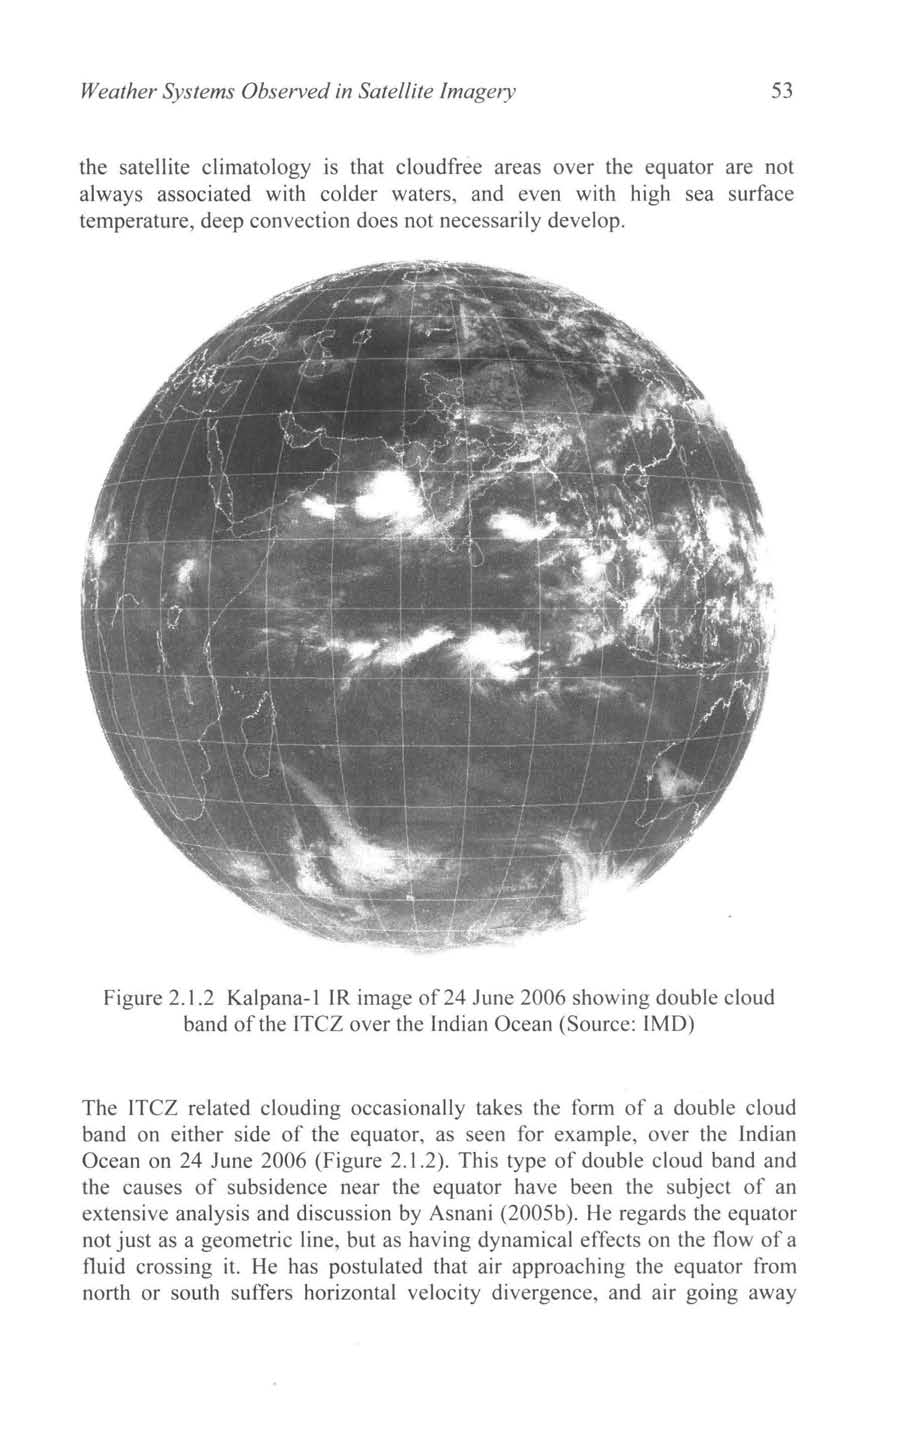 Weather Systems Observed in Satellite Imagery 53
the satellite climatology is that cloudfree areas over the equator are not
always associated with colder waters, and even with high sea surface
temperature, deep convection does not necessarily develop.
Figure 2.1.2 Kalpana-1 IR image of 24 June 2006 showing double cloud
band of the ITCZ over the Indian Ocean (Source: IMD)
The ITCZ related clouding occasionally takes the form of a double cloud
band on either side of the equator, as seen for example, over the Indian
Ocean on 24 June 2006 (Figure 2.1.2). This type of double cloud band and
the causes of subsidence near the equator have been the subject of an
extensive analysis and discussion by Asnani (2005b). He regards the equator
not just as a geometric line, but as having dynamical effects on the flow of a
fluid crossing it. He has postulated that air approaching the equator from
north or south suffers horizontal velocity divergence, and air going away